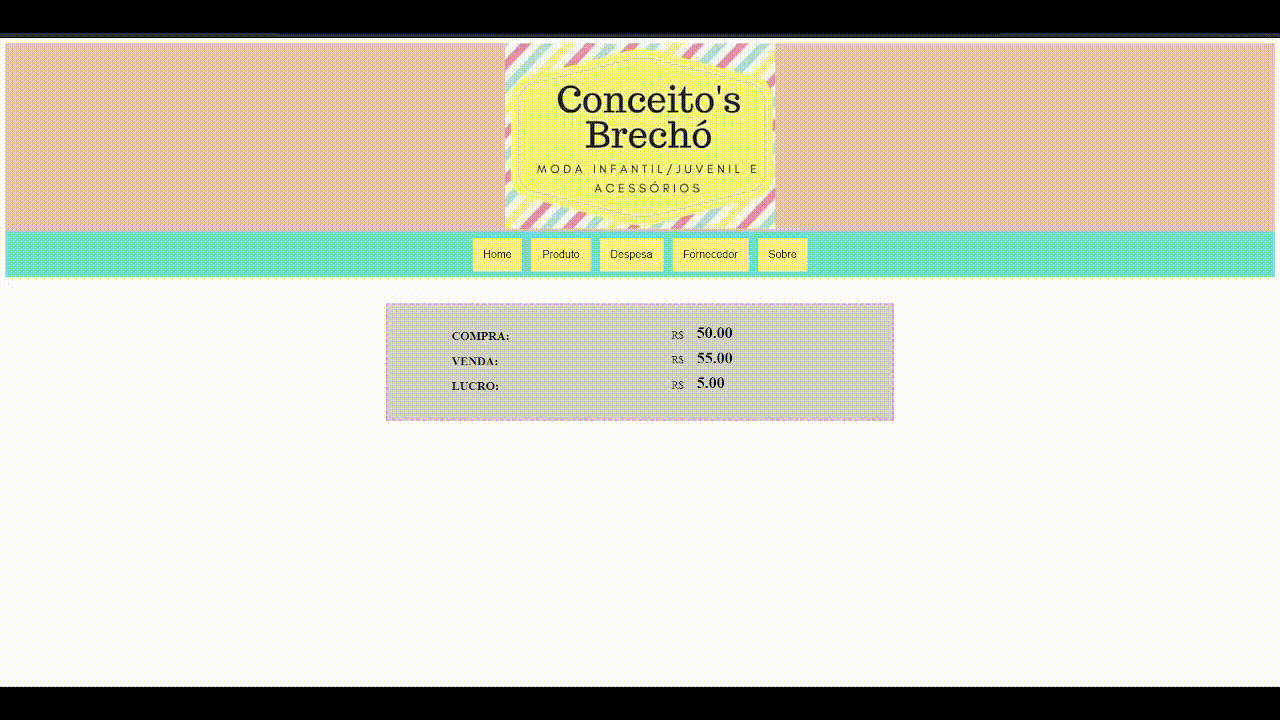 Conceito's
Brechó
MODA INFANTIL/JUVENIL E
ACESSÓRIOS
Home Produto Despesa Fornecedor Sobre
COMPRA: R$ 50.00
VENDA: R$ 55.00
LUCRO: R$ 5.00